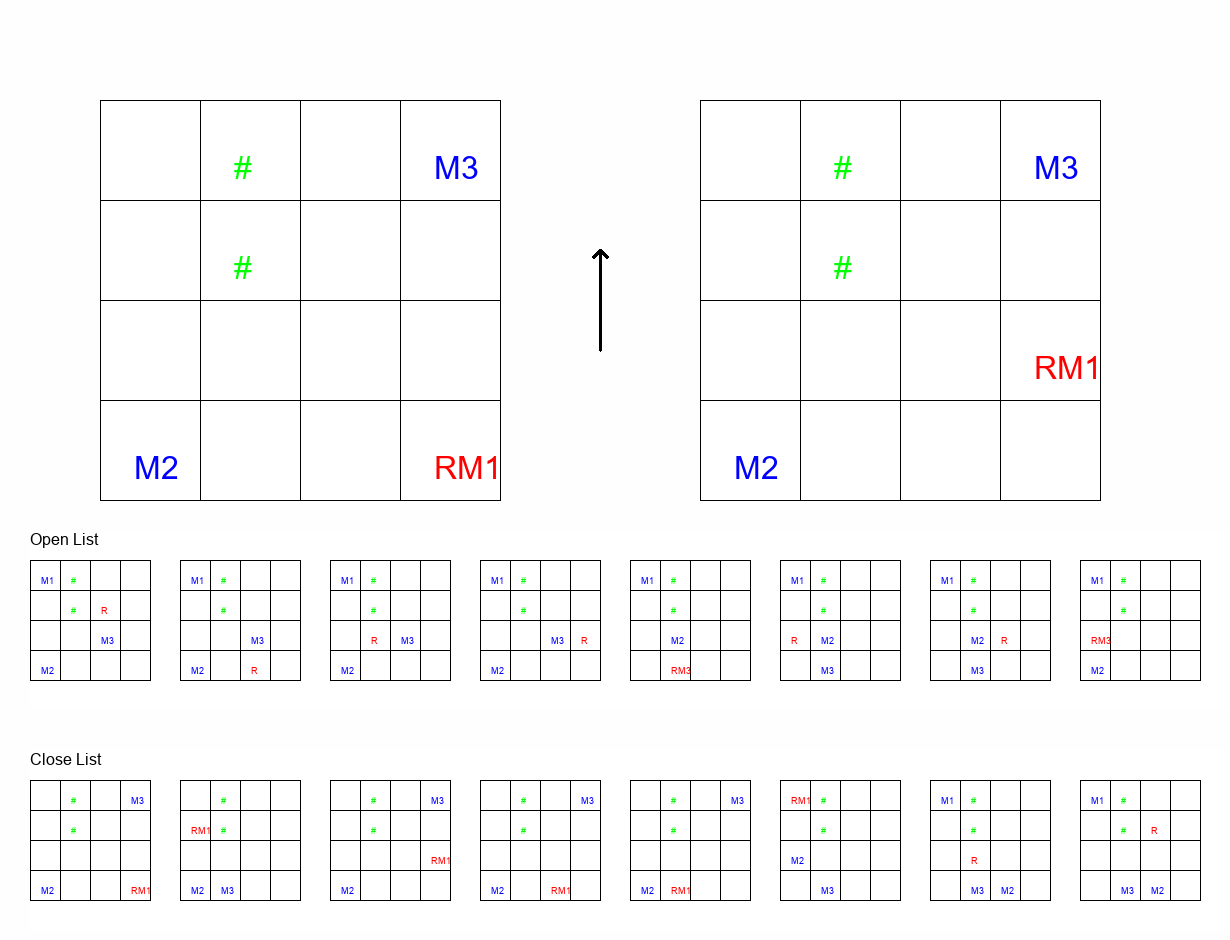 # M3 # M3
# #
RM1
M2 RM1 M2
Open List
M1 # M1 # M1 # M1 # M1 # M1 # M1 # M1 #
# R # # # # # # #
M3 M3 R M3 M3 R M2 R M2 M2 R RM3
M2 M2 R M2 M2 RM3 M3 M3 M2
Close List
# M3 # # M3 # M3 # M3 RM1 # M1 # M1 #
# RM1 # # # # # # # R
RM1 M2 R
M2 RM1 M2 M3 M2 M2 RM1 M2 RM1 M3 M3 M2 M3 M2